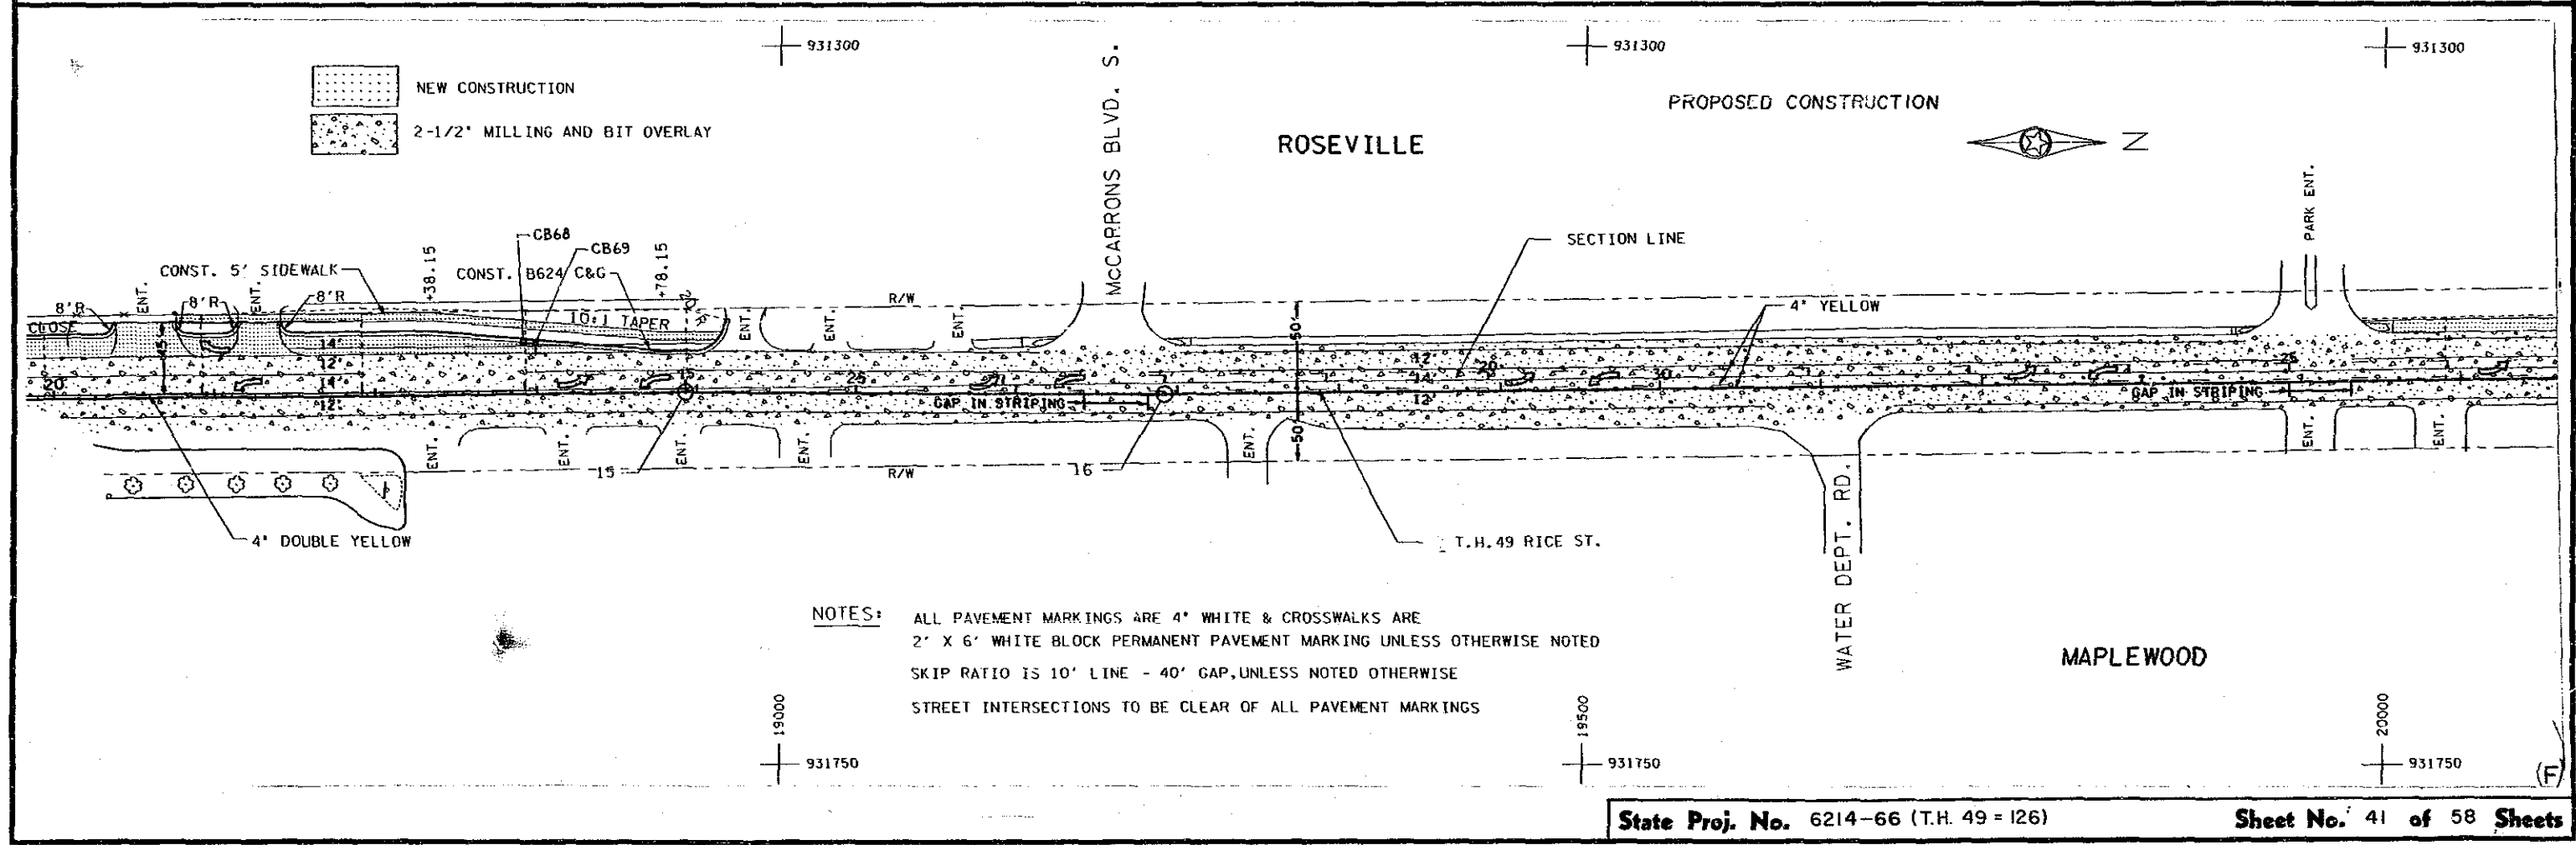 931300
931300
931300
NEW CONSTRUCTION
2-1/2" MILLING AND BIT OVERLAY
McCARRONS BLVD. S.
ROSEVILLE
PROPOSED CONSTRUCTION
N
PARK ENT.
CB68
CB69
SECTION LINE
CONST. 5' SIDEWALK
+38.15
CONST. B624 C&G
+78.15
8'R
ENT.
8'R
ENT.
8'R
R/W
4" YELLOW
CLOSE
10:1 TAPER
ENT.
ENT.
ENT.
50'
45'
14'
12'
14'
12'
20
15
25
12'
14'
12'
20
30
25
GAP IN STRIPING
GAP IN STRIPING
50'
ENT.
ENT.
ENT.
ENT.
ENT.
ENT.
ENT.
15
R/W
16
4" DOUBLE YELLOW
T.H.49 RICE ST.
WATER DEPT. RD.
NOTES: ALL PAVEMENT MARKINGS ARE 4" WHITE & CROSSWALKS ARE
2' X 6' WHITE BLOCK PERMANENT PAVEMENT MARKING UNLESS OTHERWISE NOTED
SKIP RATIO IS 10' LINE - 40' GAP, UNLESS NOTED OTHERWISE
STREET INTERSECTIONS TO BE CLEAR OF ALL PAVEMENT MARKINGS
MAPLEWOOD
19000
19500
20000
931750
931750
931750
(F)
State Proj. No. 6214-66 (T.H. 49 = 126)
Sheet No. 41 of 58 Sheets